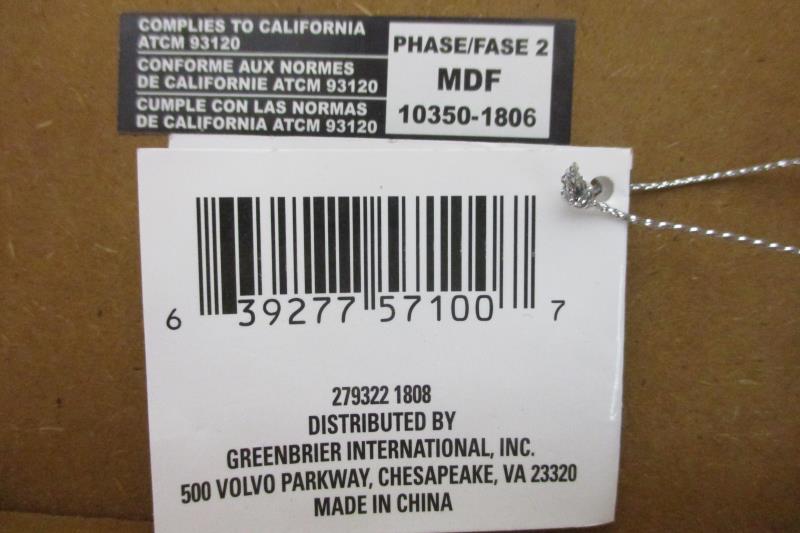 COMPLIES TO CALIFORNIA
ATCM 93120
CONFORME AUX NORMES
DE CALIFORNIE ATCM 93120
CUMPLE CON LAS NORMAS
DE CALIFORNIA ATCM 93120
PHASE/FASE 2
MDF
10350-1806
6 39277 57100 7
279322 1808
DISTRIBUTED BY
GREENBRIER INTERNATIONAL, INC.
500 VOLVO PARKWAY, CHESAPEAKE, VA 23320
MADE IN CHINA